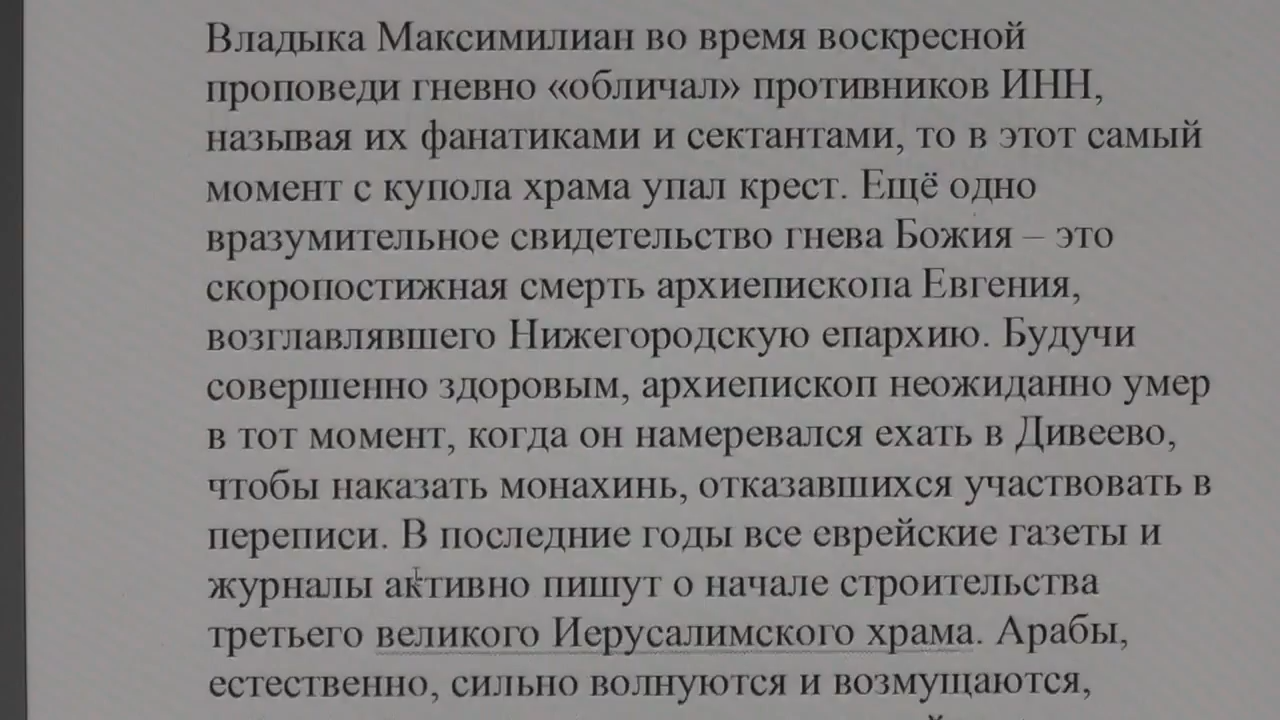 Владыка Максимилиан во время воскресной
проповеди гневно «обличал» противников ИНН,
называя их фанатиками и сектантами, то в этот самый
момент с купола храма упал крест. Ещё одно
вразумительное свидетельство гнева Божия – это
скоропостижная смерть архиепископа Евгения,
возглавлявшего Нижегородскую епархию. Будучи
совершенно здоровым, архиепископ неожиданно умер
в тот момент, когда он намеревался ехать в Дивеево,
чтобы наказать монахинь, отказавшихся участвовать в
переписи. В последние годы все еврейские газеты и
журналы активно пишут о начале строительства
третьего великого Иерусалимского храма. Арабы,
естественно, сильно волнуются и возмущаются,